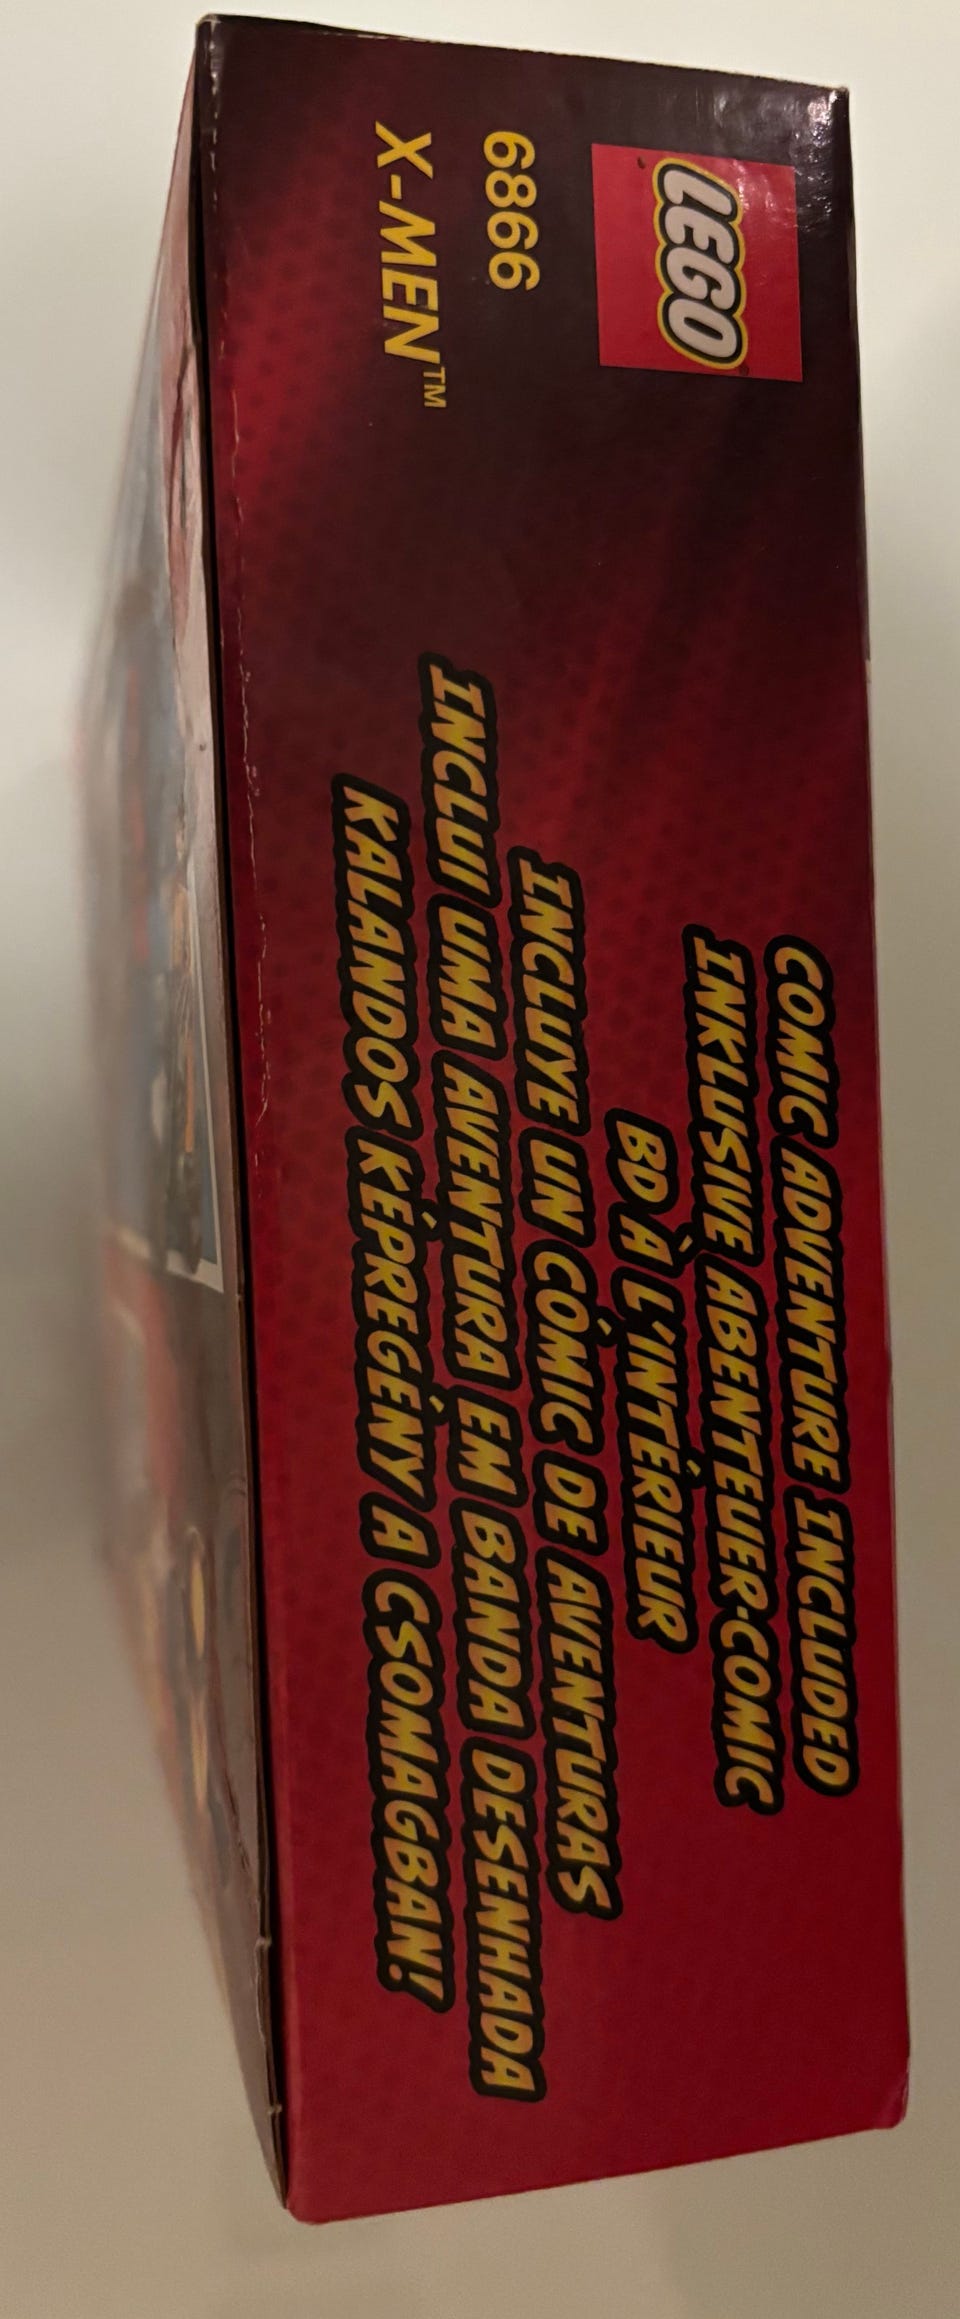 LEGO
6866
X-MEN™
COMIC ADVENTURE INCLUDED
INKLUSIVE ABENTEUER-COMIC
BD À L'INTÉRIEUR
INCLUYE UN CÓMIC DE AVENTURAS
INCLUI UMA AVENTURA EM BANDA DESENHADA
KALANDOS KÉPREGÉNY A CSOMAGBAN!